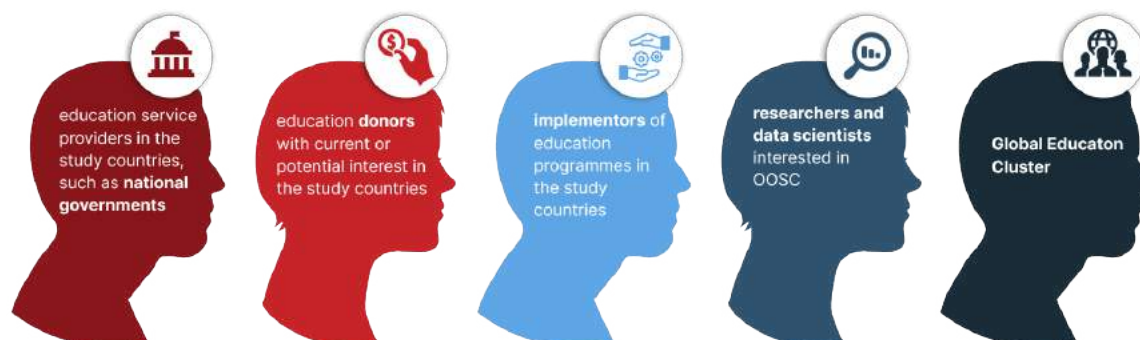 education service
providers in the
study countries,
such as national
governments
education donors
with current or
potential interest in
the study countries
implementors of
education
programmes in
the study
countries
researchers and
data scientists
interested in
OOSC
Global Educaton
Cluster